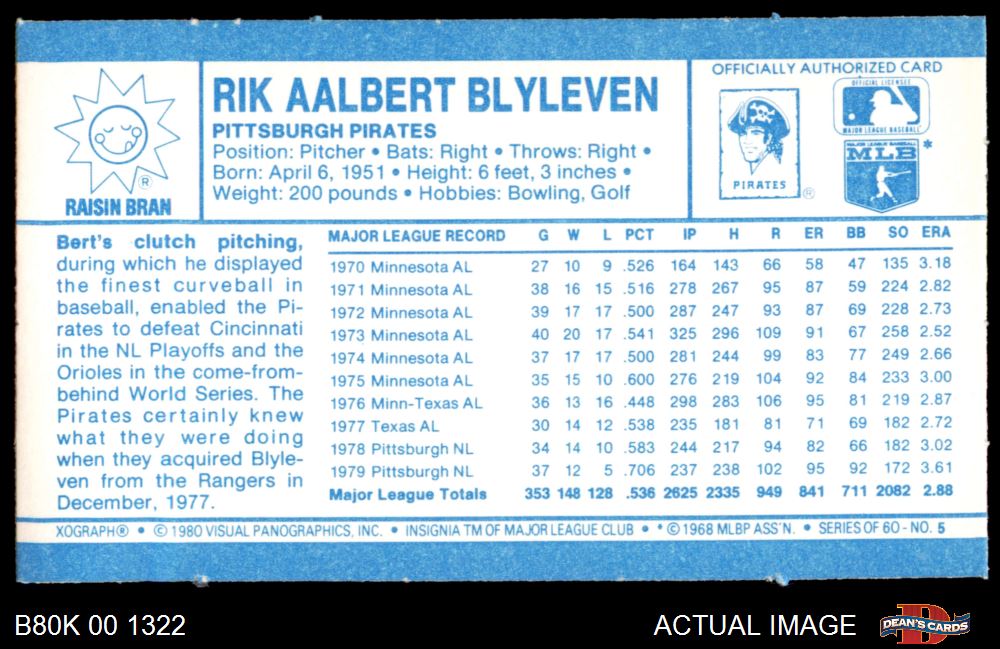 RAISIN BRAN
®
RIK AALBERT BLYLEVEN
PITTSBURGH PIRATES
Position: Pitcher • Bats: Right • Throws: Right •
Born: April 6, 1951 • Height: 6 feet, 3 inches •
Weight: 200 pounds • Hobbies: Bowling, Golf
OFFICIALLY AUTHORIZED CARD
PIRATES
®
OFFICIAL LICENSEE
MAJOR LEAGUE BASEBALL
MAJOR LEAGUE BASEBALL
MLB *
Bert's clutch pitching,
during which he displayed
the finest curveball in
baseball, enabled the Pi-
rates to defeat Cincinnati
in the NL Playoffs and the
Orioles in the come-from-
behind World Series. The
Pirates certainly knew
what they were doing
when they acquired Blyle-
ven from the Rangers in
December, 1977.
MAJOR LEAGUE RECORD G W L PCT IP H R ER BB SO ERA
1970 Minnesota AL 27 10 9 .526 164 143 66 58 47 135 3.18
1971 Minnesota AL 38 16 15 .516 278 267 95 87 59 224 2.82
1972 Minnesota AL 39 17 17 .500 287 247 93 87 69 228 2.73
1973 Minnesota AL 40 20 17 .541 325 296 109 91 67 258 2.52
1974 Minnesota AL 37 17 17 .500 281 244 99 83 77 249 2.66
1975 Minnesota AL 35 15 10 .600 276 219 104 92 84 233 3.00
1976 Minn-Texas AL 36 13 16 .448 298 283 106 95 81 219 2.87
1977 Texas AL 30 14 12 .538 235 181 81 71 69 182 2.72
1978 Pittsburgh NL 34 14 10 .583 244 217 94 82 66 182 3.02
1979 Pittsburgh NL 37 12 5 .706 237 238 102 95 92 172 3.61
Major League Totals 353 148 128 .536 2625 2335 949 841 711 2082 2.88
XOGRAPH® • © 1980 VISUAL PANOGRAPHICS, INC. • INSIGNIA TM OF MAJOR LEAGUE CLUB • * © 1968 MLBP ASS'N. • SERIES OF 60 - NO. 5
B80K 00 1322
ACTUAL IMAGE
DEAN'S CARDS